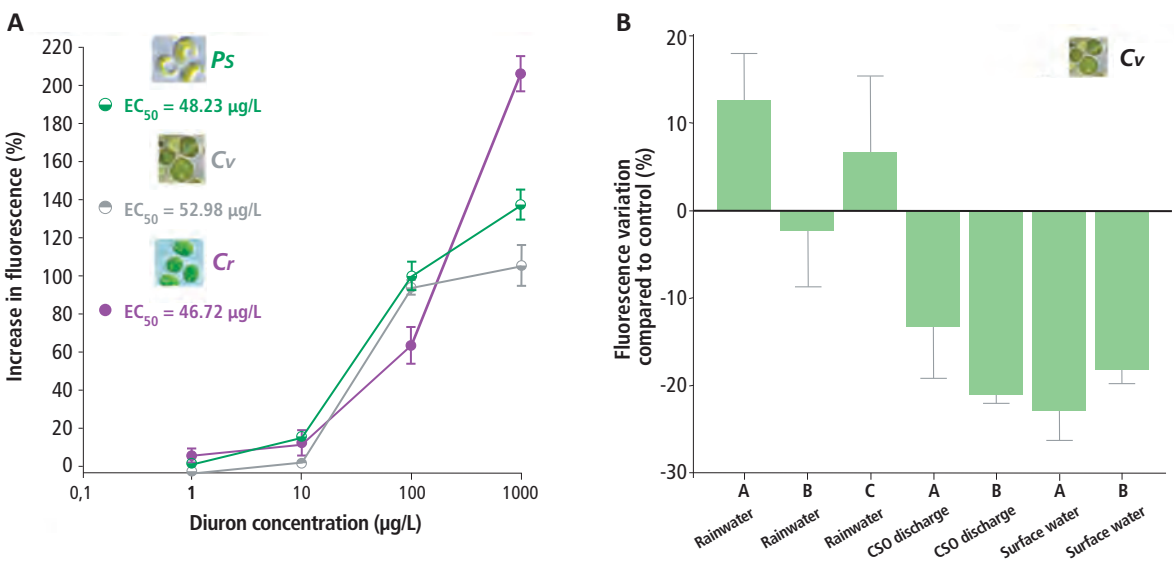 A
220
200
180
160
140
120
100
80
60
40
20
0
Increase in fluorescence (%)
Ps
EC50 = 48.23 µg/L
Cv
EC50 = 52.98 µg/L
Cr
EC50 = 46.72 µg/L
0,1
1
10
100
1000
Diuron concentration (µg/L)
B
20
10
0
-10
-20
-30
Fluorescence variation
compared to control (%)
Cv
A
B
C
A
B
A
B
Rainwater
Rainwater
Rainwater
CSO discharge
CSO discharge
Surface water
Surface water